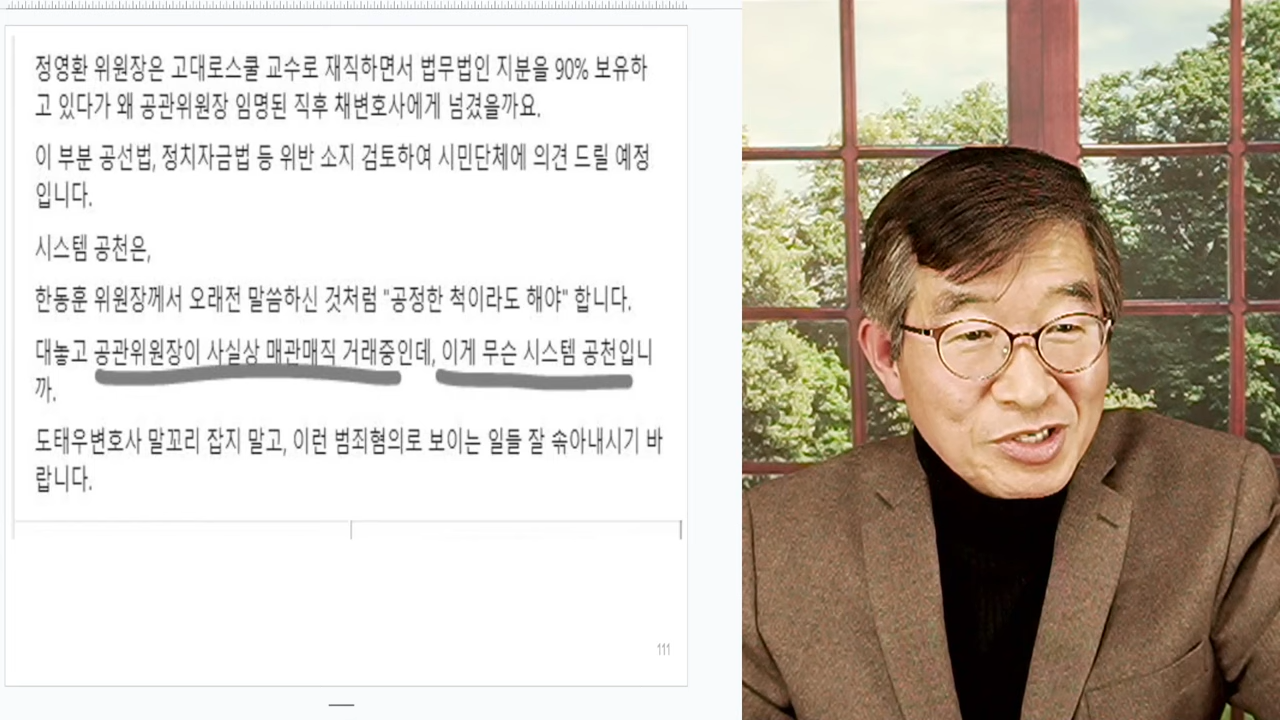 정영환 위원장은 고대로스쿨 교수로 재직하면서 법무법인 지분을 90% 보유하
고 있다가 왜 공관위원장 임명된 직후 채변호사에게 넘겼을까요.
이 부분 공선법, 정치자금법 등 위반 소지 검토하여 시민단체에 의견 드릴 예정
입니다.
시스템 공천은,
한동훈 위원장께서 오래전 말씀하신 것처럼 "공정한 척이라도 해야" 합니다.
대놓고 공관위원장이 사실상 매관매직 거래중인데, 이게 무슨 시스템 공천입니
까.
도태우변호사 말꼬리 잡지 말고, 이런 범죄혐의로 보이는 일들 잘 솎아내시기 바
랍니다.
111